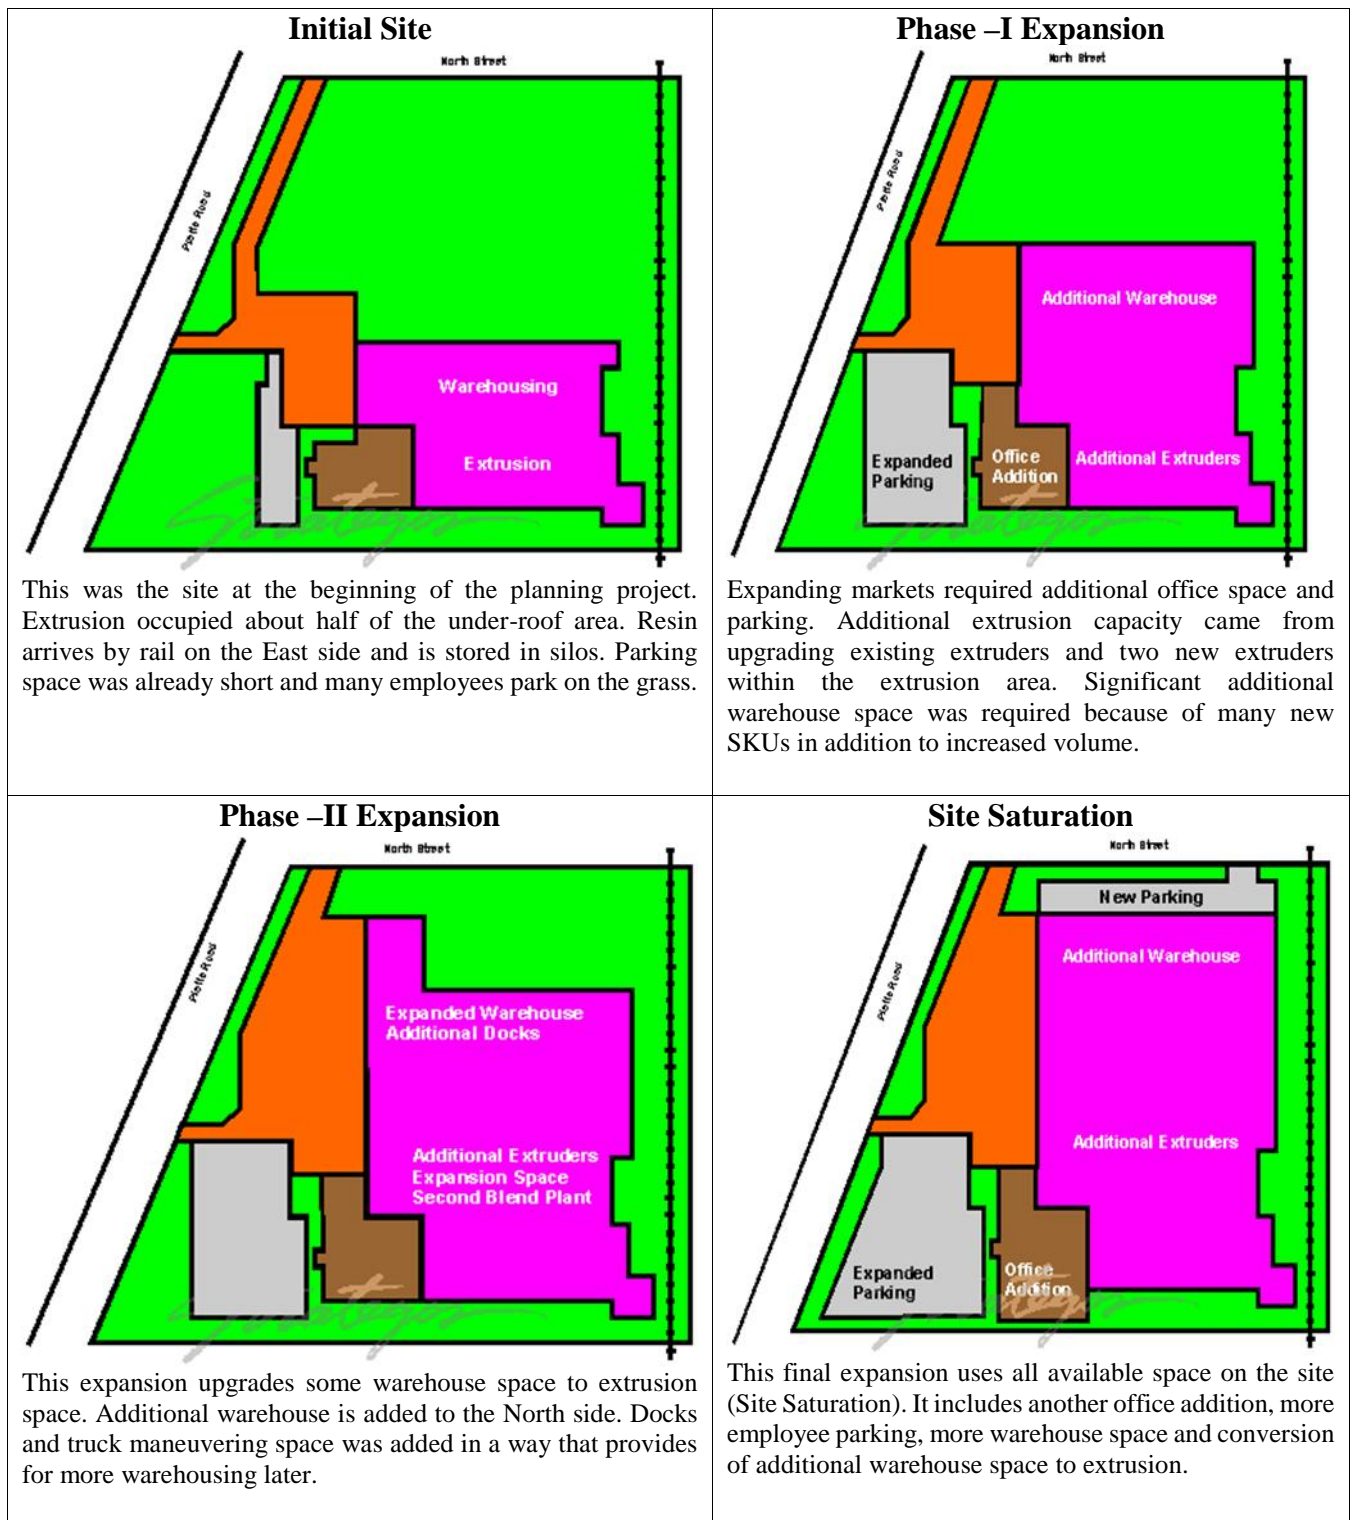 Initial Site
North Street
Platte Road
Warehousing
Extrusion
Strategos
This was the site at the beginning of the planning project.
Extrusion occupied about half of the under-roof area. Resin
arrives by rail on the East side and is stored in silos. Parking
space was already short and many employees park on the grass.
Phase –I Expansion
North Street
Platte Road
Additional Warehouse
Expanded
Parking
Office
Addition
Additional Extruders
Strategos
Expanding markets required additional office space and
parking. Additional extrusion capacity came from
upgrading existing extruders and two new extruders
within the extrusion area. Significant additional
warehouse space was required because of many new
SKUs in addition to increased volume.
Phase –II Expansion
North Street
Platte Road
Expanded Warehouse
Additional Docks
Additional Extruders
Expansion Space
Second Blend Plant
Strategos
This expansion upgrades some warehouse space to extrusion
space. Additional warehouse is added to the North side. Docks
and truck maneuvering space was added in a way that provides
for more warehousing later.
Site Saturation
North Street
New Parking
Platte Road
Additional Warehouse
Additional Extruders
Expanded
Parking
Office
Addition
Strategos
This final expansion uses all available space on the site
(Site Saturation). It includes another office addition, more
employee parking, more warehouse space and conversion
of additional warehouse space to extrusion.